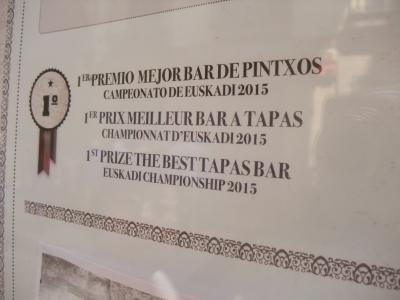 1º
1ER PREMIO MEJOR BAR DE PINTXOS
CAMPEONATO DE EUSKADI 2015
1ER PRIX MEILLEUR BAR A TAPAS
CHAMPIONNAT D'EUSKADI 2015
1ST PRIZE THE BEST TAPAS BAR
EUSKADI CHAMPIONSHIP 2015